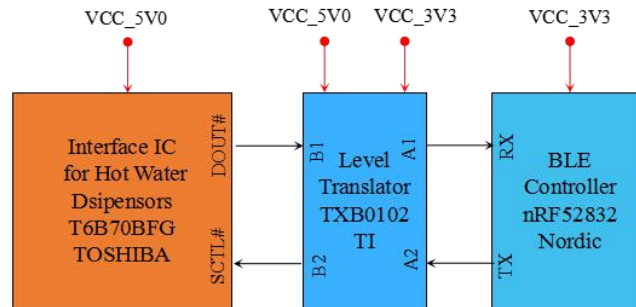 VCC_5V0
VCC_5V0
VCC_3V3
VCC_3V3
Interface IC
for Hot Water
Dsipensors
T6B70BFG
TOSHIBA
DOUT#
SCTL#
B1
B2
Level
Translator
TXB0102
TI
A1
A2
RX
TX
BLE
Controller
nRF52832
Nordic